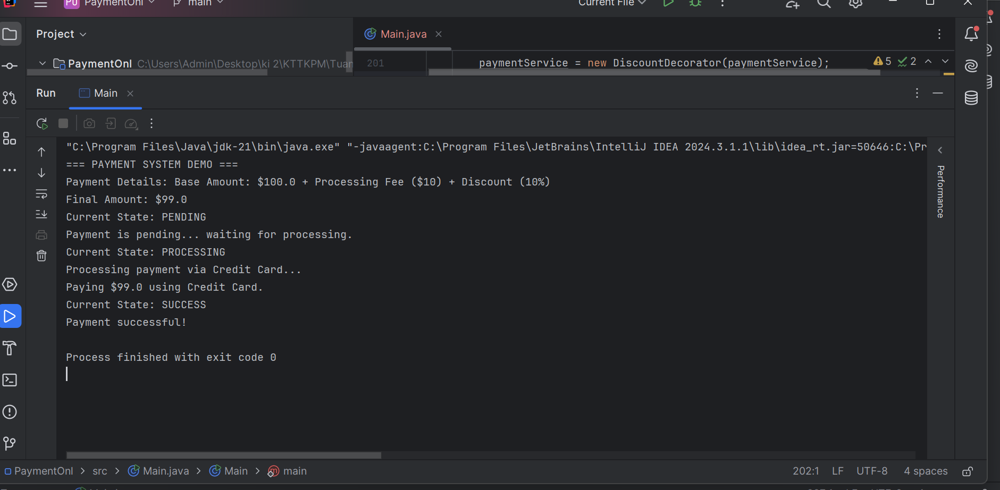 PU PaymentOnl main Current File
Project
Main.java
PaymentOnl C:\Users\Admin\Desktop\ki 2\KTTKPM\Tuan
201 paymentService = new DiscountDecorator(paymentService); 5 2
Run Main
"C:\Program Files\Java\jdk-21\bin\java.exe" "-javaagent:C:\Program Files\JetBrains\IntelliJ IDEA 2024.3.1.1\lib\idea_rt.jar=50646:C:\Pr
=== PAYMENT SYSTEM DEMO ===
Payment Details: Base Amount: $100.0 + Processing Fee ($10) + Discount (10%)
Final Amount: $99.0
Current State: PENDING
Payment is pending... waiting for processing.
Current State: PROCESSING
Processing payment via Credit Card...
Paying $99.0 using Credit Card.
Current State: SUCCESS
Payment successful!
Process finished with exit code 0
Performance
PaymentOnl > src > Main.java > Main > main 202:1 LF UTF-8 4 spaces